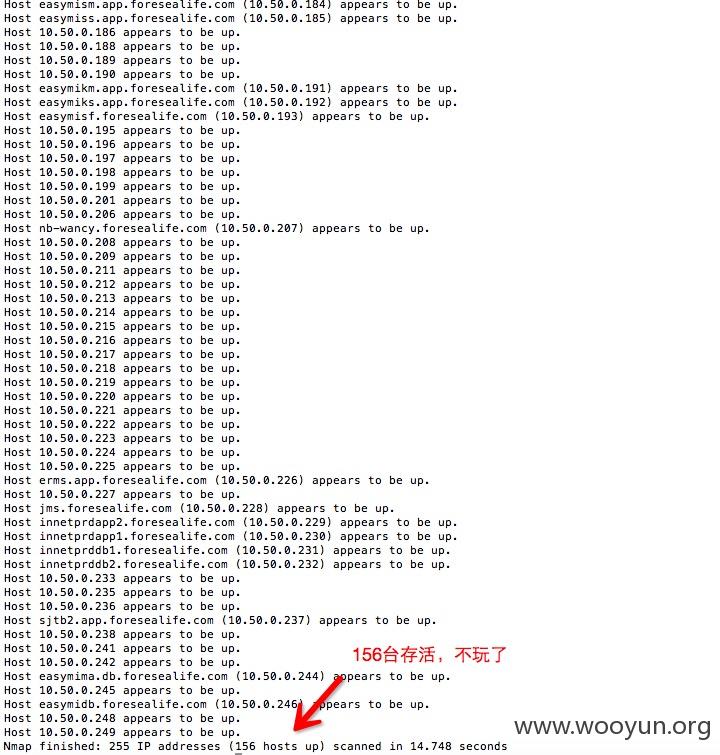 Host easymism.app.foresealife.com (10.50.0.184) appears to be up.
Host easymiss.app.foresealife.com (10.50.0.185) appears to be up.
Host 10.50.0.186 appears to be up.
Host 10.50.0.188 appears to be up.
Host 10.50.0.189 appears to be up.
Host 10.50.0.190 appears to be up.
Host easymikm.app.foresealife.com (10.50.0.191) appears to be up.
Host easymiks.app.foresealife.com (10.50.0.192) appears to be up.
Host easymisf.foresealife.com (10.50.0.193) appears to be up.
Host 10.50.0.195 appears to be up.
Host 10.50.0.196 appears to be up.
Host 10.50.0.197 appears to be up.
Host 10.50.0.198 appears to be up.
Host 10.50.0.199 appears to be up.
Host 10.50.0.201 appears to be up.
Host 10.50.0.206 appears to be up.
Host nb-wancy.foresealife.com (10.50.0.207) appears to be up.
Host 10.50.0.208 appears to be up.
Host 10.50.0.209 appears to be up.
Host 10.50.0.211 appears to be up.
Host 10.50.0.212 appears to be up.
Host 10.50.0.213 appears to be up.
Host 10.50.0.214 appears to be up.
Host 10.50.0.215 appears to be up.
Host 10.50.0.216 appears to be up.
Host 10.50.0.217 appears to be up.
Host 10.50.0.218 appears to be up.
Host 10.50.0.219 appears to be up.
Host 10.50.0.220 appears to be up.
Host 10.50.0.221 appears to be up.
Host 10.50.0.222 appears to be up.
Host 10.50.0.223 appears to be up.
Host 10.50.0.224 appears to be up.
Host 10.50.0.225 appears to be up.
Host erms.app.foresealife.com (10.50.0.226) appears to be up.
Host 10.50.0.227 appears to be up.
Host jms.foresealife.com (10.50.0.228) appears to be up.
Host innetprdapp2.foresealife.com (10.50.0.229) appears to be up.
Host innetprdapp1.foresealife.com (10.50.0.230) appears to be up.
Host innetprddb1.foresealife.com (10.50.0.231) appears to be up.
Host innetprddb2.foresealife.com (10.50.0.232) appears to be up.
Host 10.50.0.233 appears to be up.
Host 10.50.0.235 appears to be up.
Host 10.50.0.236 appears to be up.
Host sjtb2.app.foresealife.com (10.50.0.237) appears to be up.
Host 10.50.0.238 appears to be up.
Host 10.50.0.241 appears to be up.
Host 10.50.0.242 appears to be up.
156台存活，不玩了
Host easymima.db.foresealife.com (10.50.0.244) appears to be up.
Host 10.50.0.245 appears to be up.
Host easymidb.foresealife.com (10.50.0.246) appears to be up.
Host 10.50.0.248 appears to be up.
Host 10.50.0.249 appears to be up.
Nmap finished: 255 IP addresses (156 hosts up) scanned in 14.748 seconds
www.wooyun.org